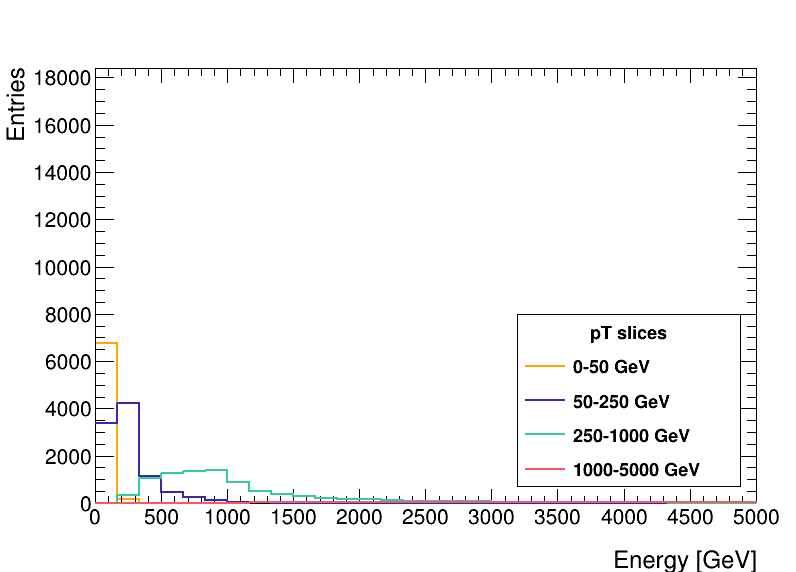 Entries
18000
16000
14000
12000
10000
8000
6000
4000
2000
0
0 500 1000 1500 2000 2500 3000 3500 4000 4500 5000
Energy [GeV]
pT slices
0-50 GeV
50-250 GeV
250-1000 GeV
1000-5000 GeV